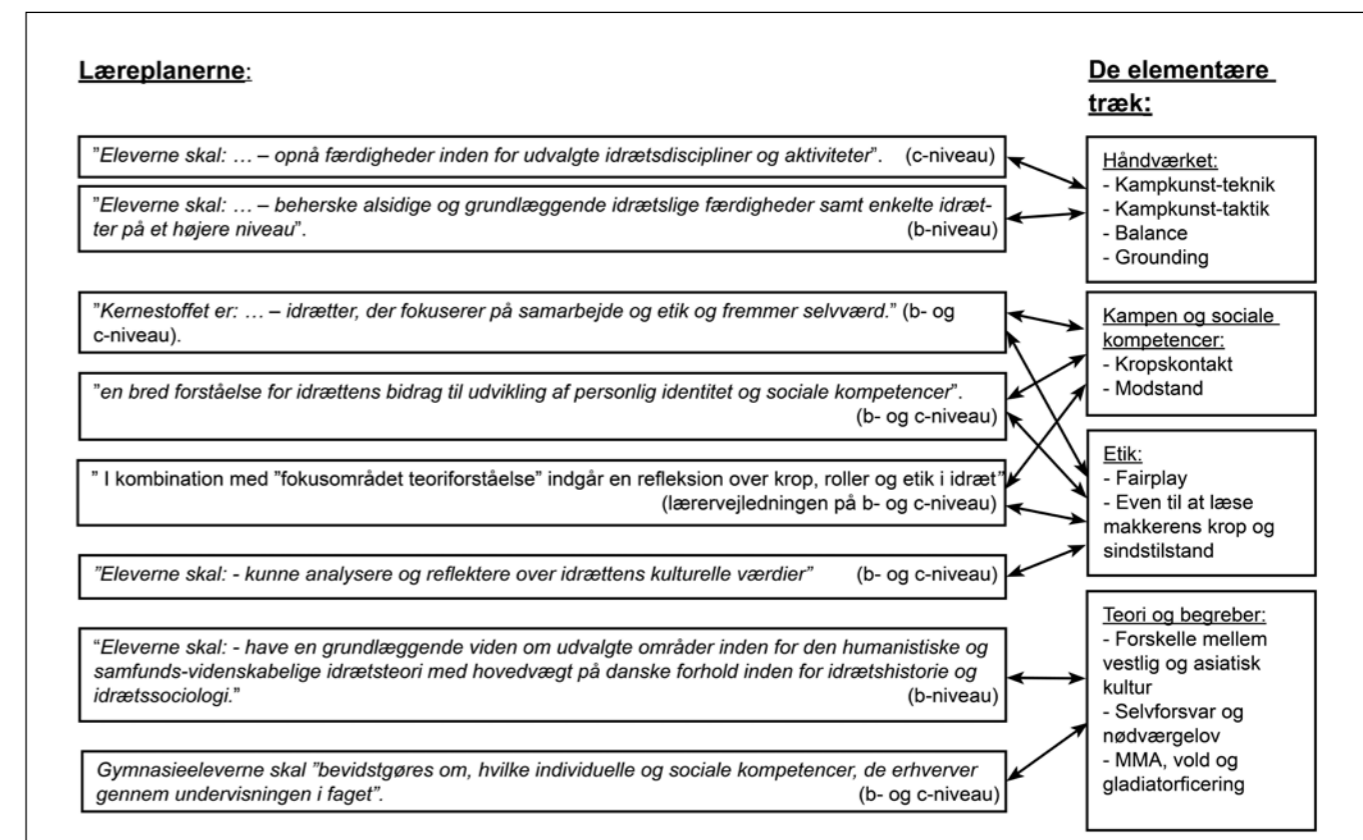 Læreplanerne:
"Eleverne skal: … – opnå færdigheder inden for udvalgte idrætsdiscipliner og aktiviteter". (c-niveau)
"Eleverne skal: … – beherske alsidige og grundlæggende idrætslige færdigheder samt enkelte idræt-
ter på et højere niveau".
(b-niveau)
"Kernestoffet er: … – idrætter, der fokuserer på samarbejde og etik og fremmer selvværd." (b- og
c-niveau).
"en bred forståelse for idrættens bidrag til udvikling af personlig identitet og sociale kompetencer".
(b- og c-niveau)
" I kombination med "fokusområdet teoriforståelse" indgår en refleksion over krop, roller og etik i idræt"
(lærervejledningen på b- og c-niveau)
"Eleverne skal: - kunne analysere og reflektere over idrættens kulturelle værdier" (b- og c-niveau)
"Eleverne skal: - have en grundlæggende viden om udvalgte områder inden for den humanistiske og
samfunds-videnskabelige idrætsteori med hovedvægt på danske forhold inden for idrætshistorie og
idrætssociologi."
(b-niveau)
Gymnasieeleverne skal "bevidstgøres om, hvilke individuelle og sociale kompetencer, de erhverver
gennem undervisningen i faget".
(b- og c-niveau)
De elementære
træk:
Håndværket:
- Kampkunst-teknik
- Kampkunst-taktik
- Balance
- Grounding
Kampen og sociale
kompetencer:
- Kropskontakt
- Modstand
Etik:
- Fairplay
- Even til at læse
makkerens krop og
sindstilstand
Teori og begreber:
- Forskelle mellem
vestlig og asiatisk
kultur
- Selvforsvar og
nødværgelov
- MMA, vold og
gladiatorficering